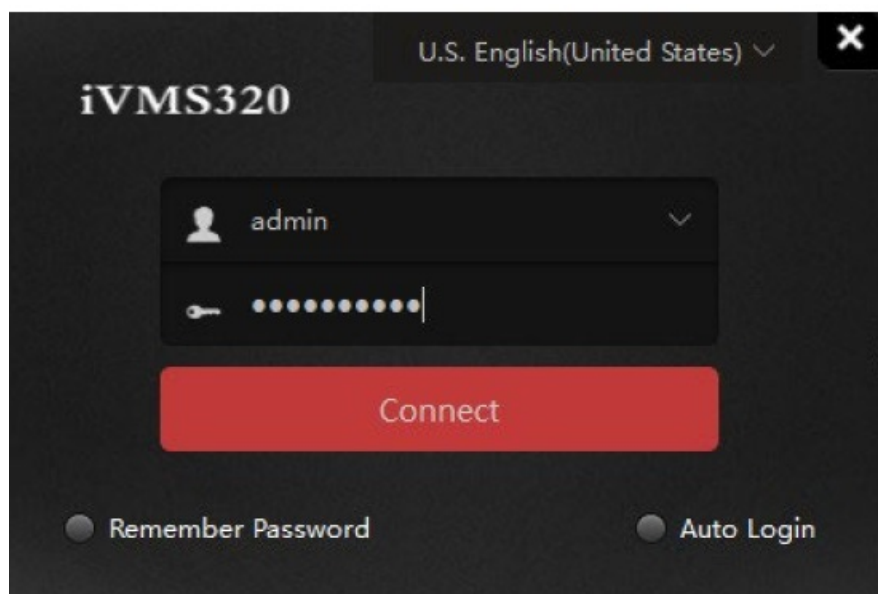 U.S. English(United States)
iVMS320
admin
••••••••••
Connect
Remember Password
Auto Login